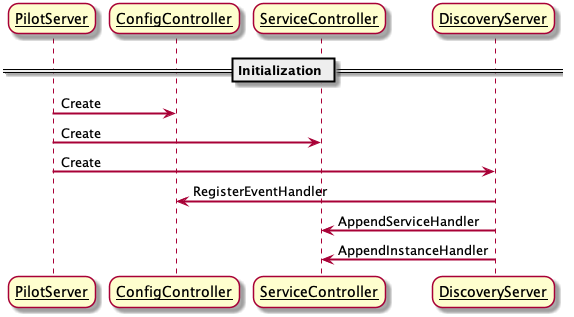 PilotServer ConfigController ServiceController DiscoveryServer
Initialization
Create
Create
Create
RegisterEventHandler
AppendServiceHandler
AppendInstanceHandler
PilotServer ConfigController ServiceController DiscoveryServer